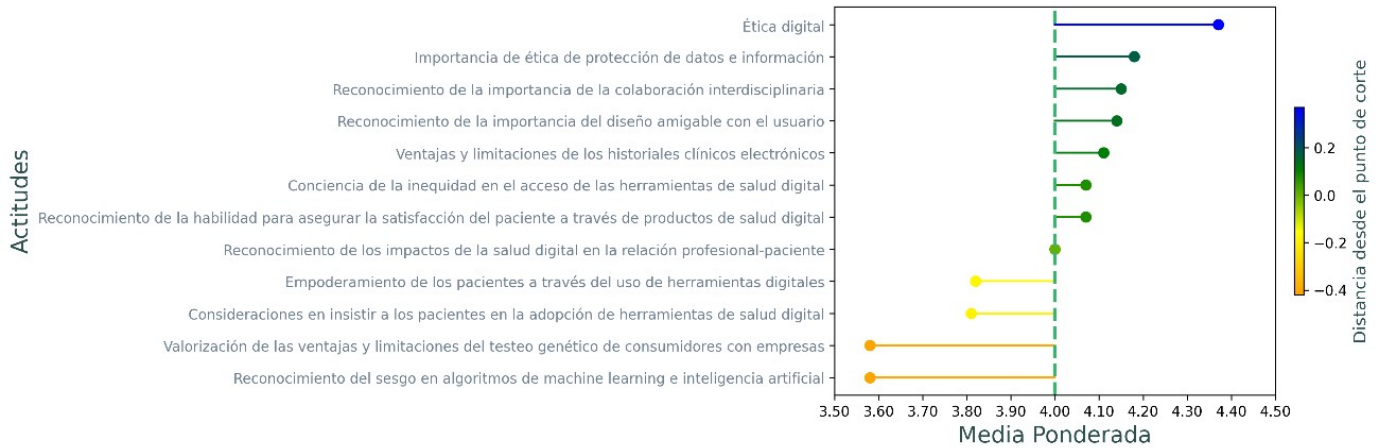 Ética digital
Importancia de ética de protección de datos e información
Reconocimiento de la importancia de la colaboración interdisciplinaria
Reconocimiento de la importancia del diseño amigable con el usuario
Ventajas y limitaciones de los historiales clínicos electrónicos
Conciencia de la inequidad en el acceso de las herramientas de salud digital
Reconocimiento de la habilidad para asegurar la satisfacción del paciente a través de productos de salud digital
Reconocimiento de los impactos de la salud digital en la relación profesional-paciente
Empoderamiento de los pacientes a través del uso de herramientas digitales
Consideraciones en insistir a los pacientes en la adopción de herramientas de salud digital
Valorización de las ventajas y limitaciones del testeo genético de consumidores con empresas
Reconocimiento del sesgo en algoritmos de machine learning e inteligencia artificial
Actitudes
3.50 3.60 3.70 3.80 3.90 4.00 4.10 4.20 4.30 4.40 4.50
Media Ponderada
0.2
0.0
−0.2
−0.4
Distancia desde el punto de corte